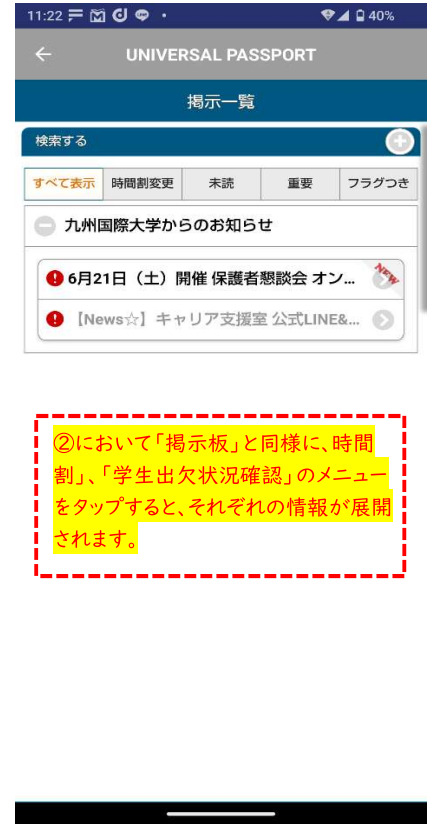 11:22 40%
UNIVERSAL PASSPORT
掲示一覧
検索する
すべて表示 時間割変更 未読 重要 フラグつき
九州国際大学からのお知らせ
6月21日（土）開催 保護者懇談会 オン... NEW
【News☆】キャリア支援室 公式LINE&...
②において「掲示板」と同様に、時間
割」、「学生出欠状況確認」のメニュー
をタップすると、それぞれの情報が展開
されます。